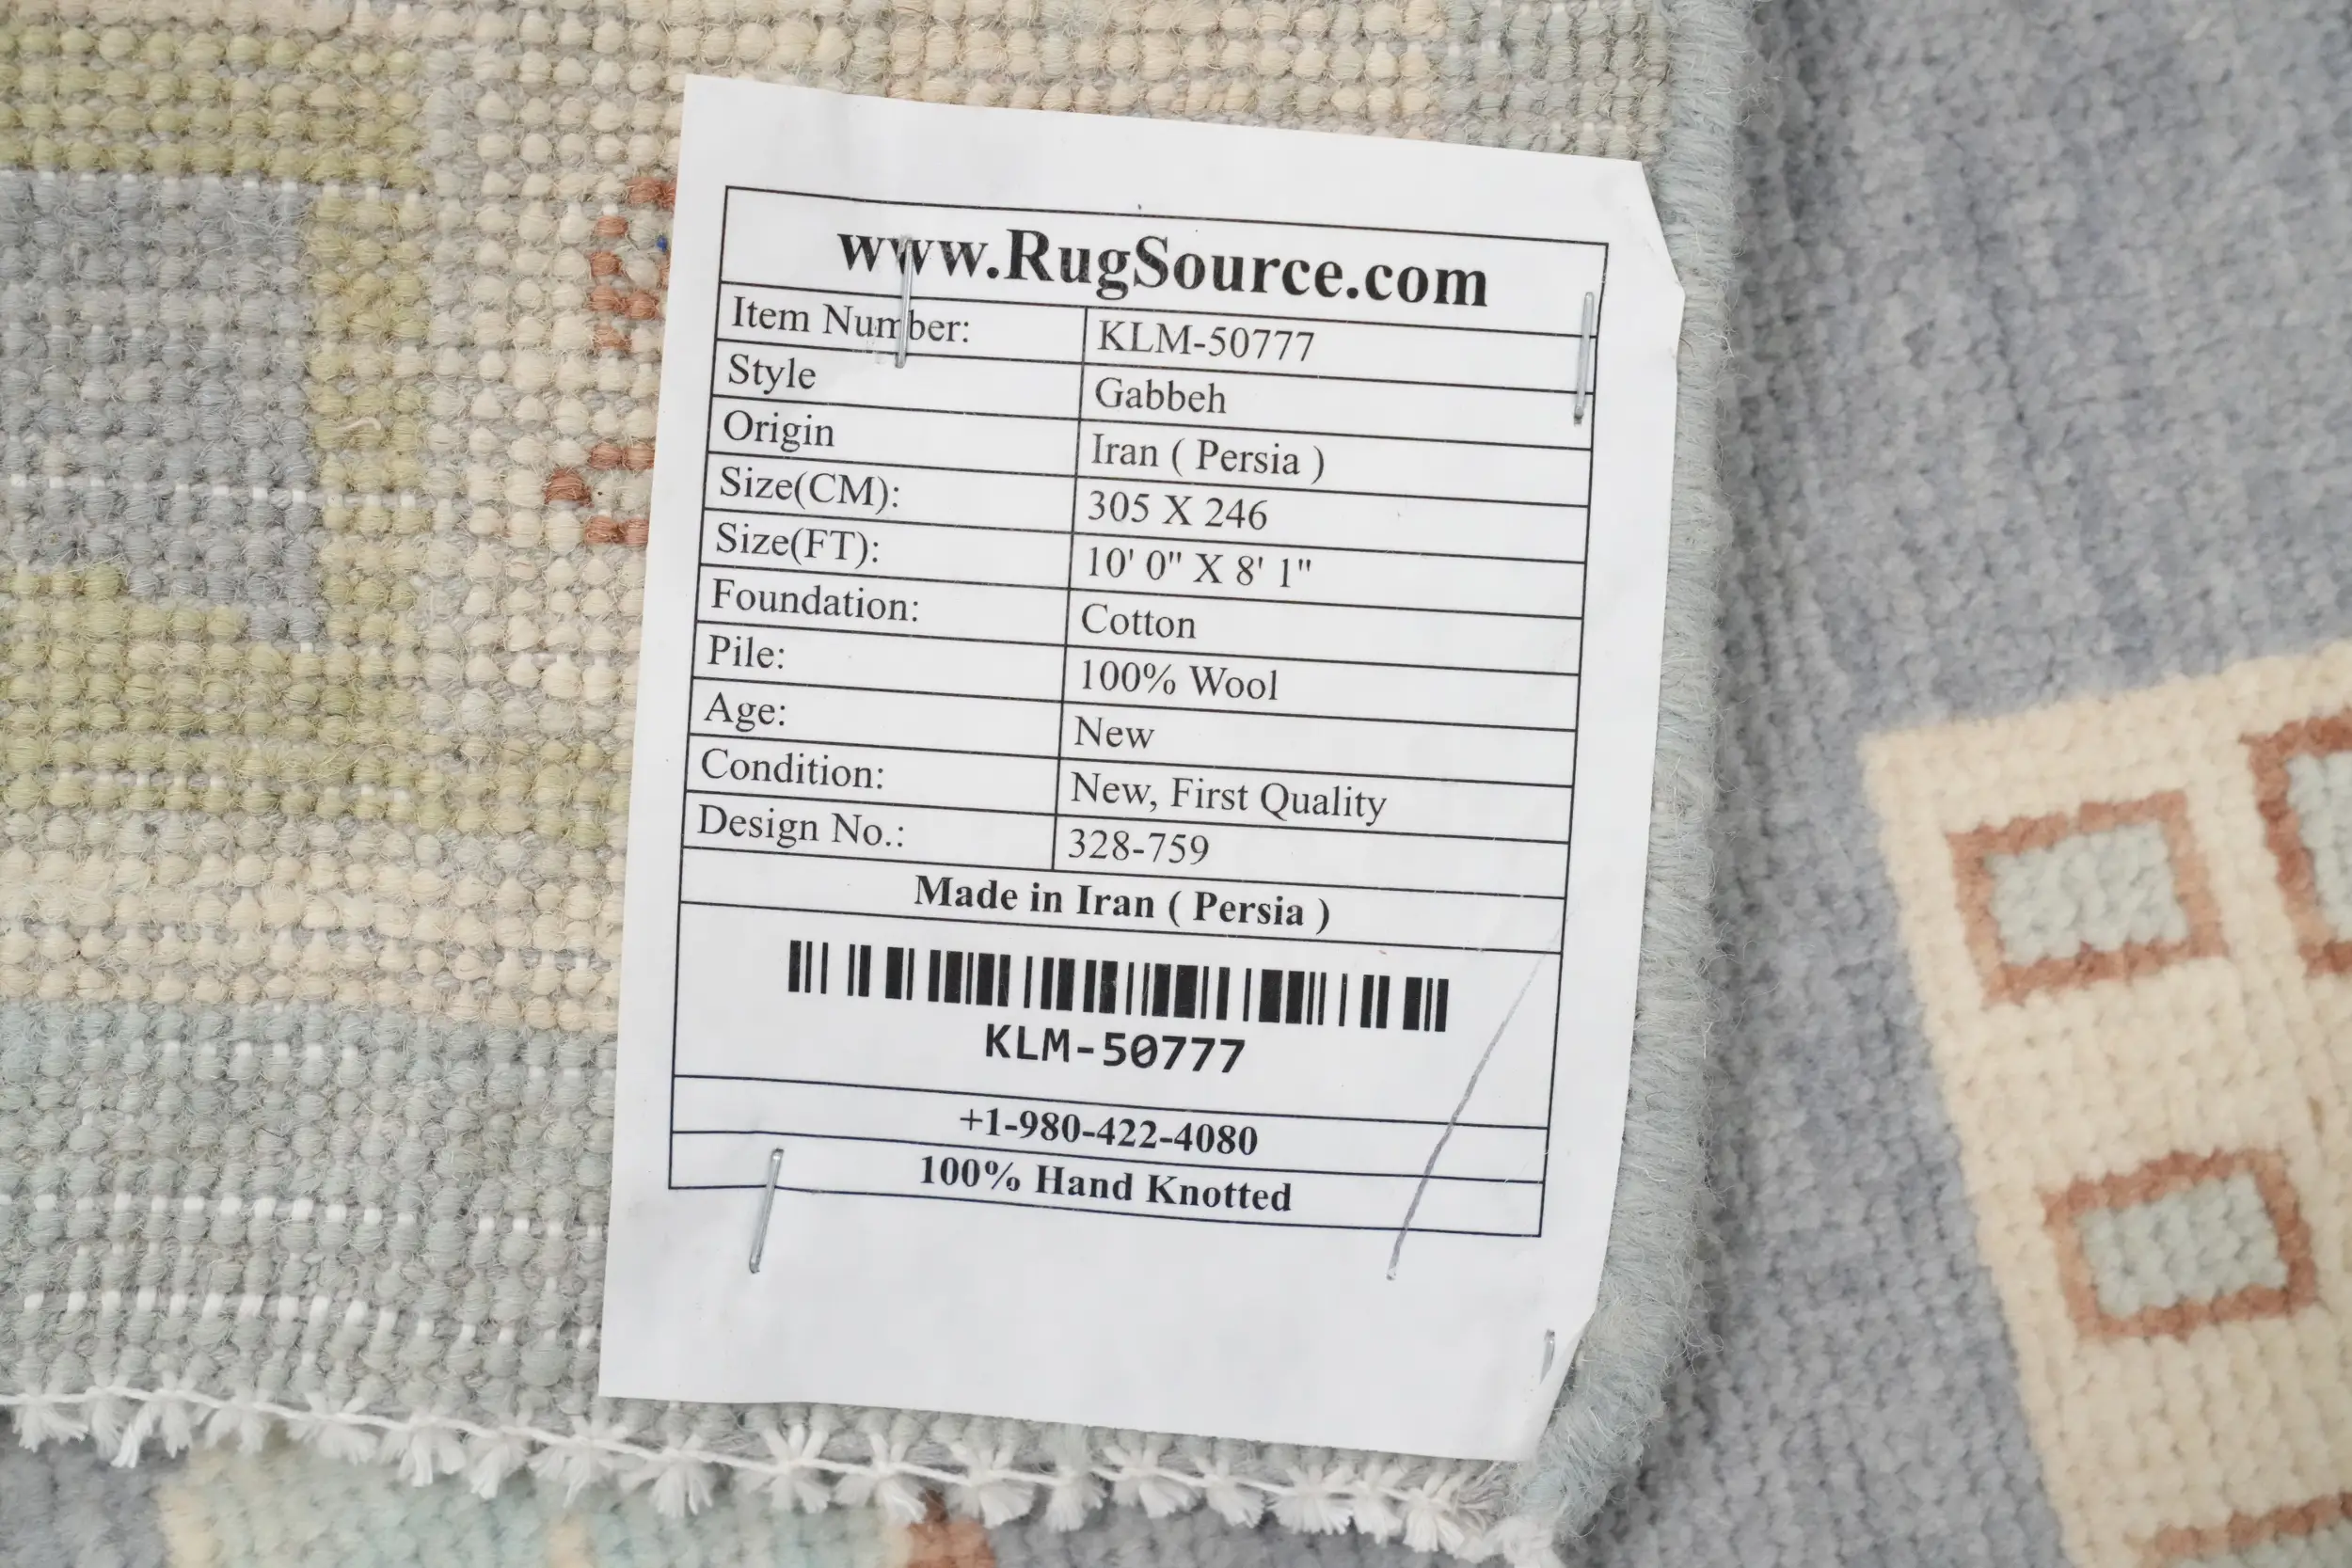 www.RugSource.com
Item Number: KLM-50777
Style Gabbeh
Origin Iran ( Persia )
Size(CM): 305 X 246
Size(FT): 10' 0" X 8' 1"
Foundation: Cotton
Pile: 100% Wool
Age: New
Condition: New, First Quality
Design No.: 328-759
Made in Iran ( Persia )
KLM-50777
+1-980-422-4080
100% Hand Knotted